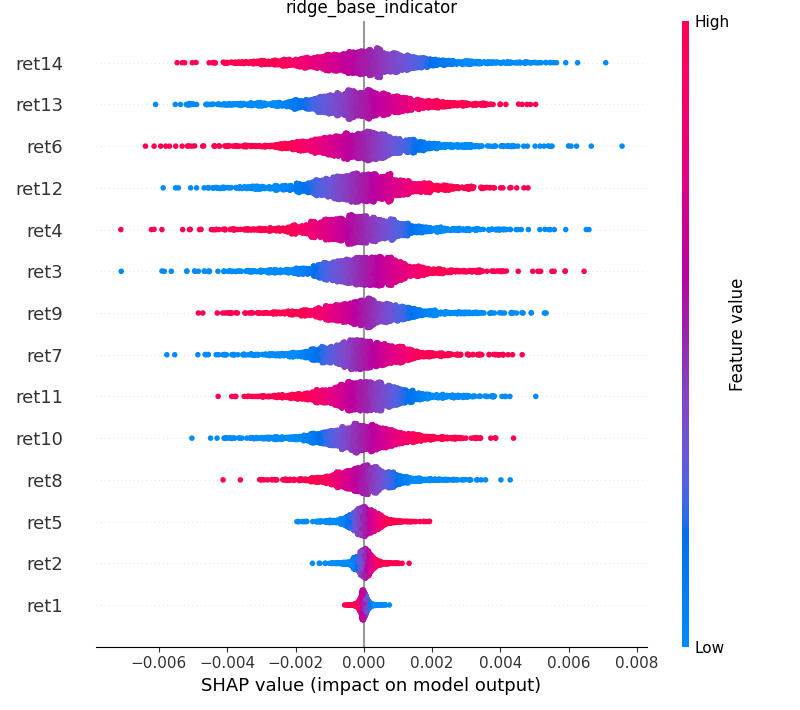 ridge_base_indicator
High
ret14
ret13
ret6
ret12
ret4
ret3
ret9
ret7
ret11
ret10
ret8
ret5
ret2
ret1
Feature value
Low
−0.006 −0.004 −0.002 0.000 0.002 0.004 0.006 0.008
SHAP value (impact on model output)